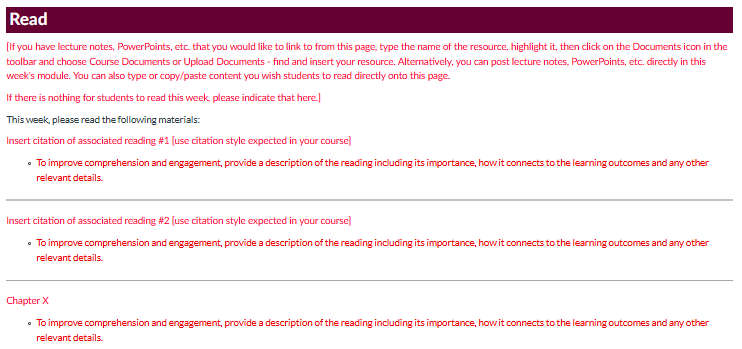 Read
[If you have lecture notes, PowerPoints, etc. that you would like to link to from this page, type the name of the resource, highlight it, then click on the Documents icon in the
toolbar and choose Course Documents or Upload Documents - find and insert your resource. Alternatively, you can post lecture notes, PowerPoints, etc. directly in this
week's module. You can also type or copy/paste content you wish students to read directly onto this page.
If there is nothing for students to read this week, please indicate that here.]
This week, please read the following materials:
Insert citation of associated reading #1 [use citation style expected in your course]
◦ To improve comprehension and engagement, provide a description of the reading including its importance, how it connects to the learning outcomes and any other
relevant details.
Insert citation of associated reading #2 [use citation style expected in your course]
◦ To improve comprehension and engagement, provide a description of the reading including its importance, how it connects to the learning outcomes and any other
relevant details.
Chapter X
◦ To improve comprehension and engagement, provide a description of the reading including its importance, how it connects to the learning outcomes and any other
relevant details.